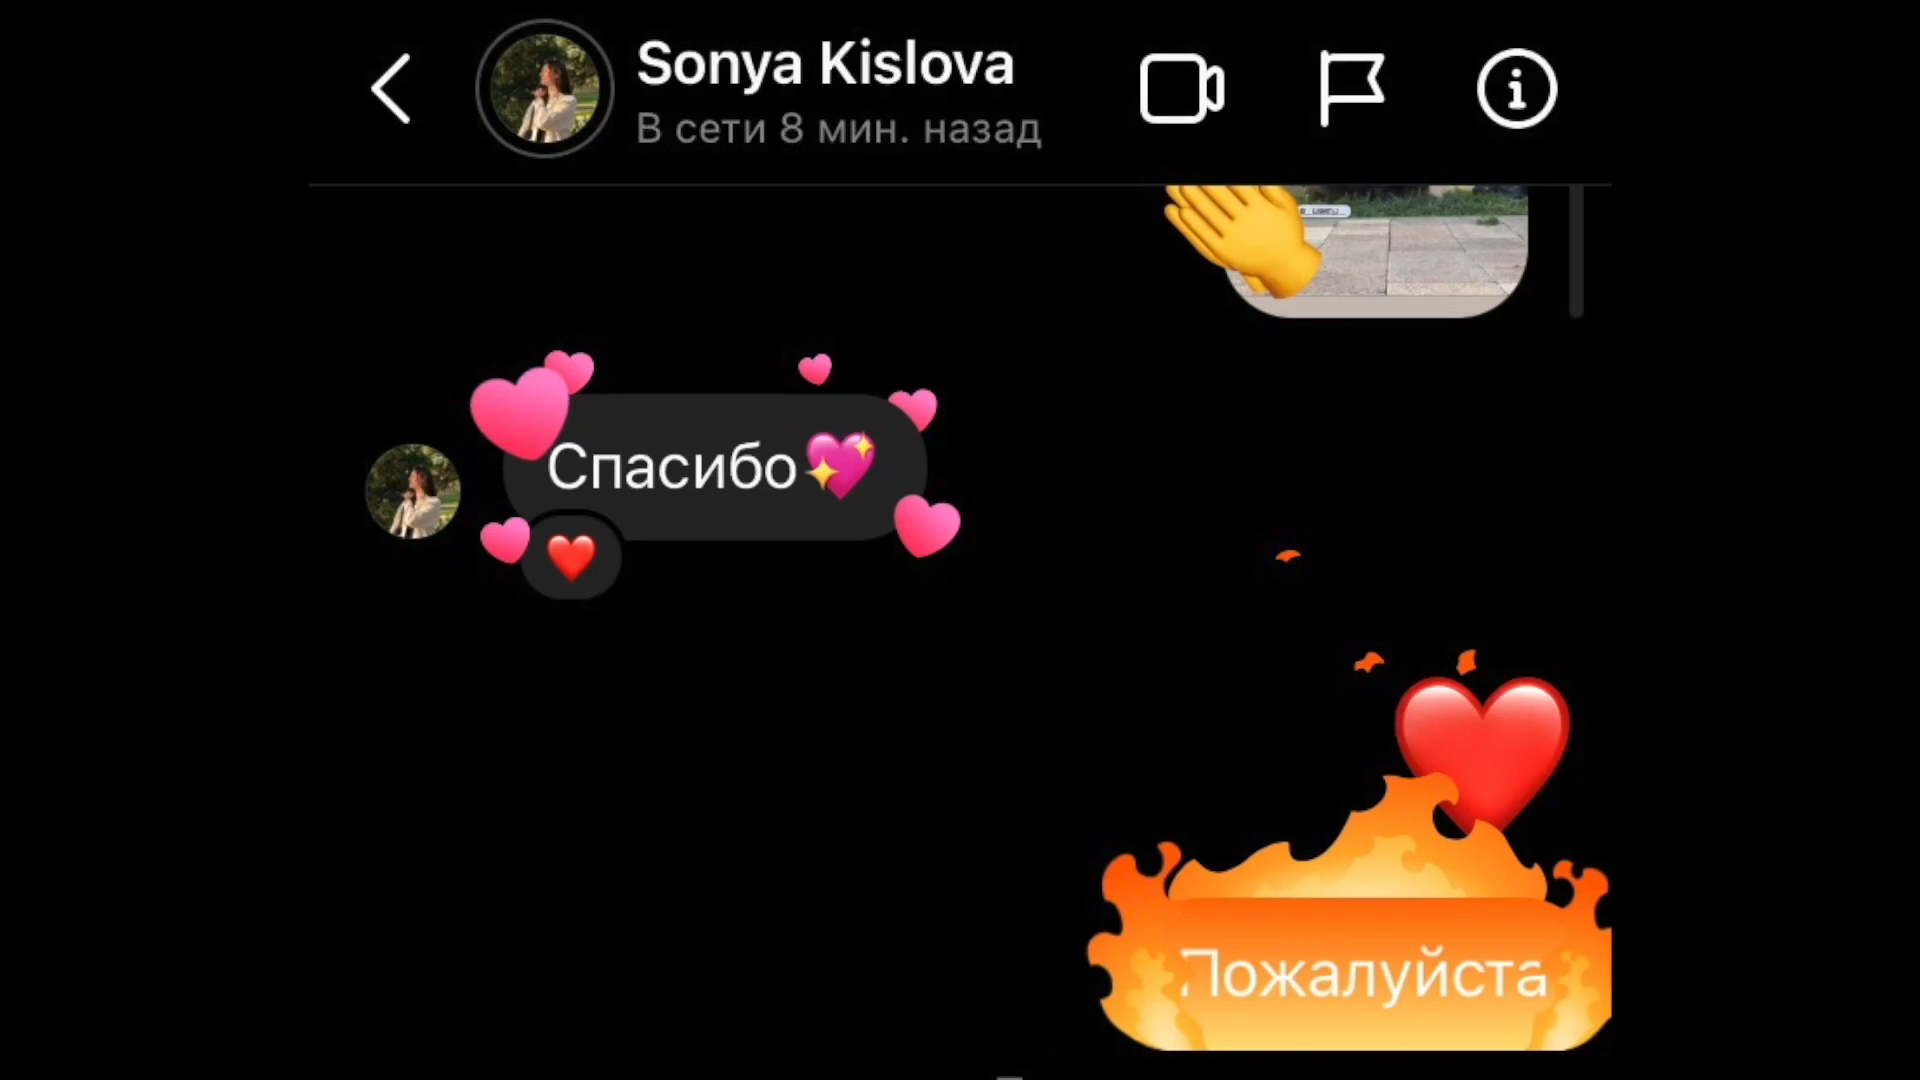 Sonya Kislova
В сети 8 мин. назад
Спасибо💖
❤️
Пожалуйста